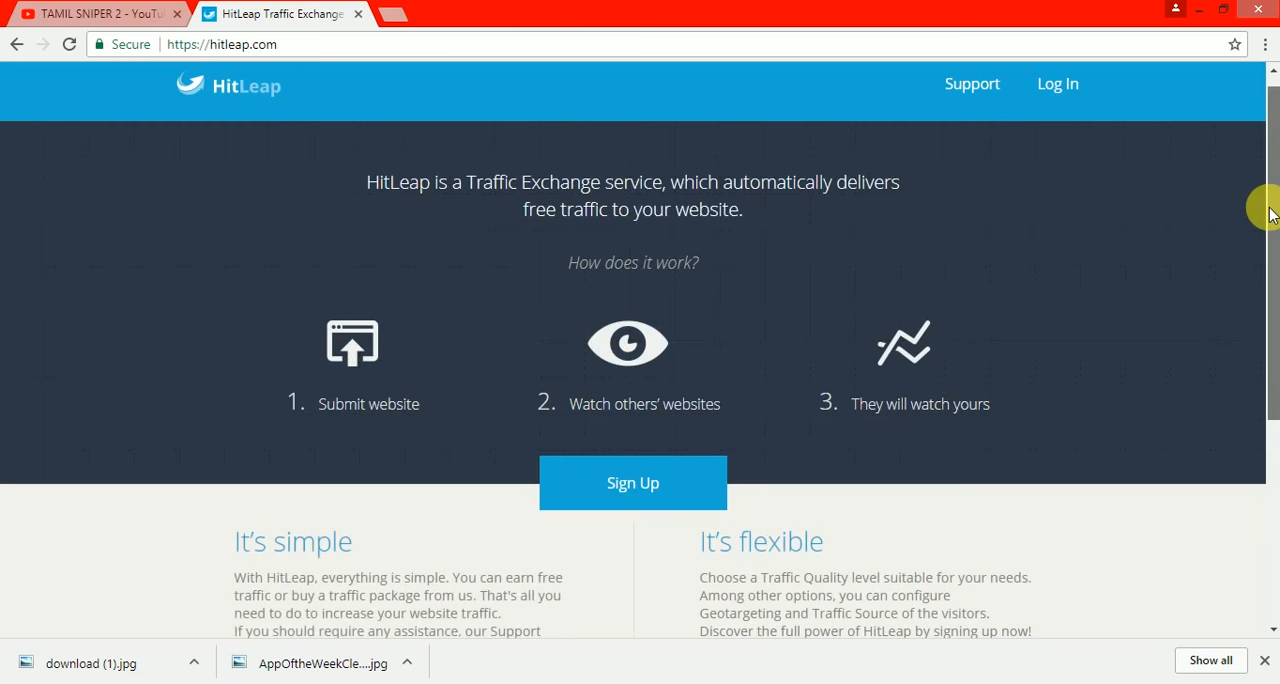 TAMIL SNIPER 2 - YouTu
HitLeap Traffic Exchange
Secure
https://hitleap.com
HitLeap
Support
Log In
HitLeap is a Traffic Exchange service, which automatically delivers
free traffic to your website.
How does it work?
1. Submit website
2. Watch others' websites
3. They will watch yours
Sign Up
It's simple
With HitLeap, everything is simple. You can earn free
traffic or buy a traffic package from us. That's all you
need to do to increase your website traffic.
If you should require any assistance, our Support
It's flexible
Choose a Traffic Quality level suitable for your needs.
Among other options, you can configure
Geotargeting and Traffic Source of the visitors.
Discover the full power of HitLeap by signing up now!
download (1).jpg
AppOftheWeekCle....jpg
Show all